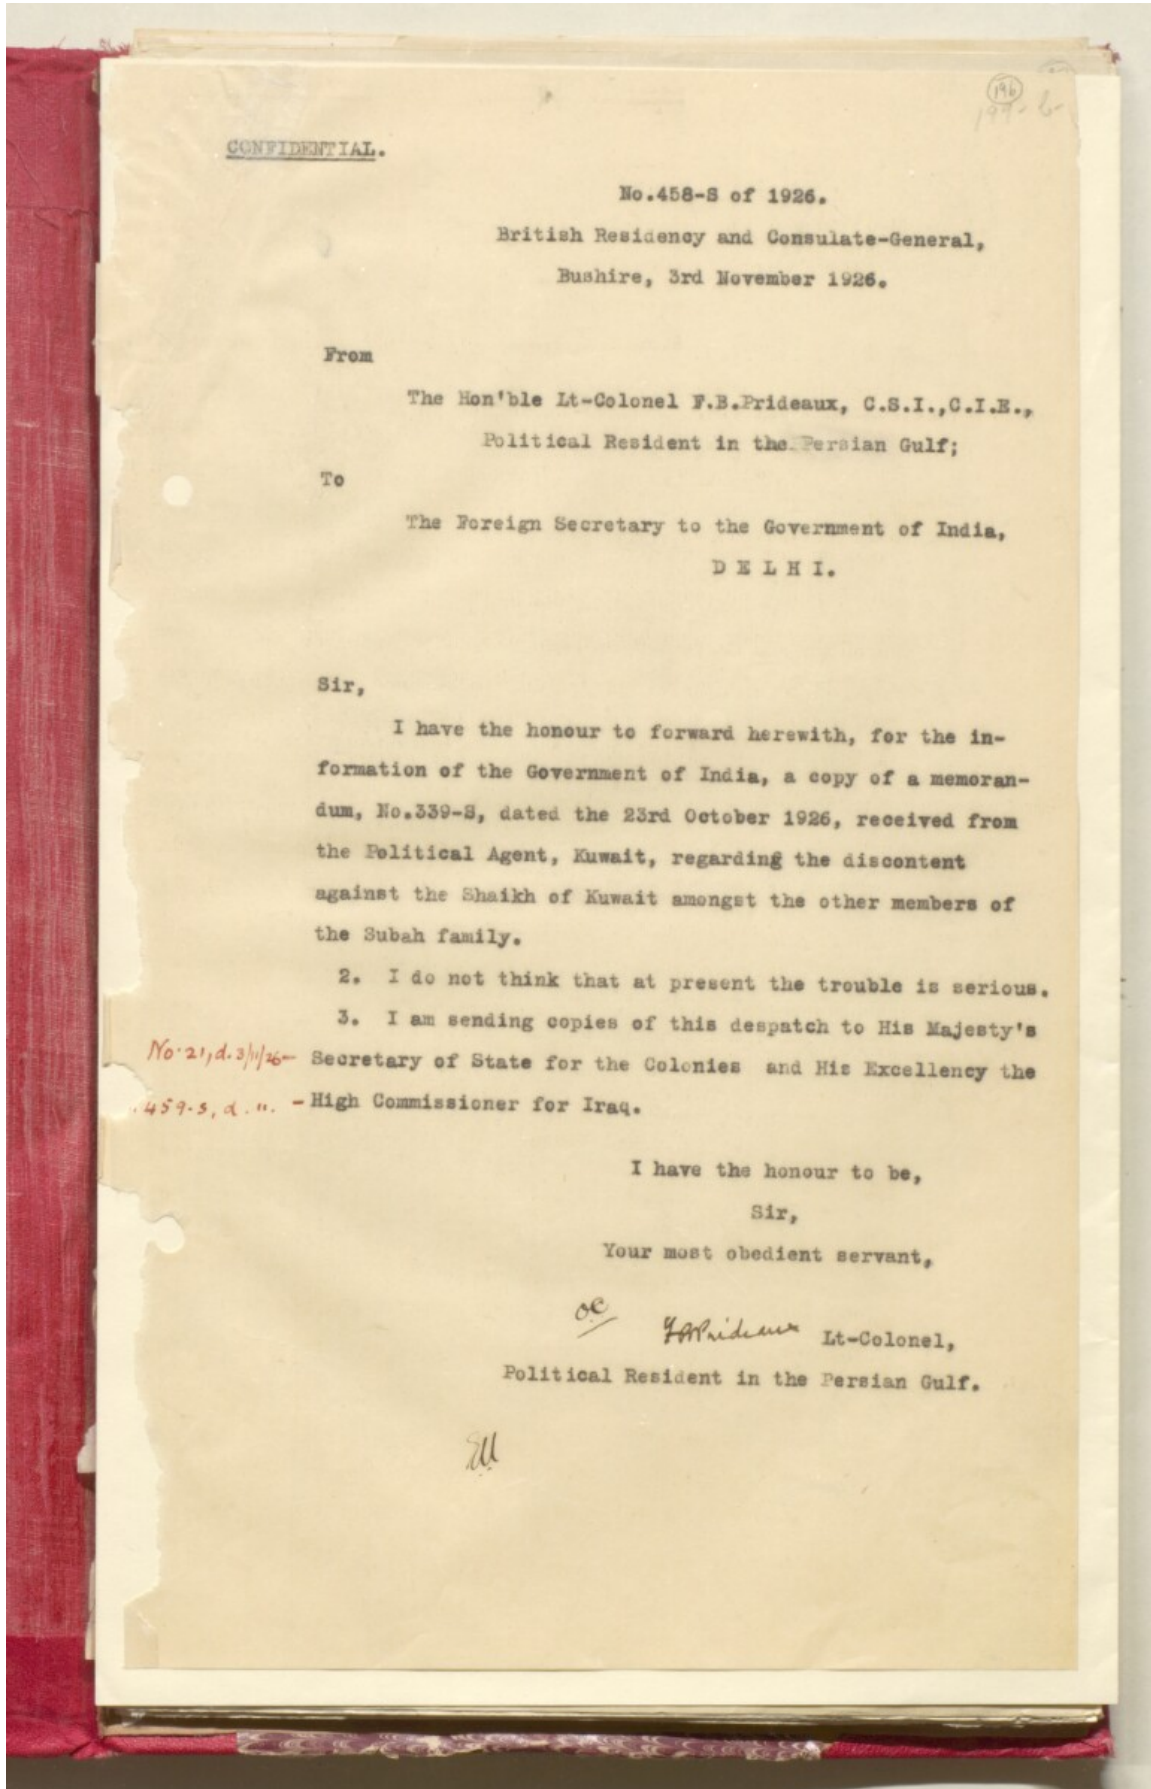 196
CONFIDENTIAL.
No.458-S of 1926.
British Residency and Consulate-General,
Bushire, 3rd November 1926.
From
The Hon'ble Lt-Colonel F.B.Prideaux, C.S.I.,C.I.E.,
Political Resident in the Persian Gulf;
To
The Foreign Secretary to the Government of India,
D E L H I.
Sir,
I have the honour to forward herewith, for the in-
formation of the Government of India, a copy of a memoran-
dum, No.339-S, dated the 23rd October 1926, received from
the Political Agent, Kuwait, regarding the discontent
against the Shaikh of Kuwait amongst the other members of
the Subah family.
2. I do not think that at present the trouble is serious.
3. I am sending copies of this despatch to His Majesty's
No. 21, d. 3/11/26 - Secretary of State for the Colonies and His Excellency the
459-S, d. ". - High Commissioner for Iraq.
I have the honour to be,
Sir,
Your most obedient servant,
oc
FBPrideaux Lt-Colonel,
Political Resident in the Persian Gulf.